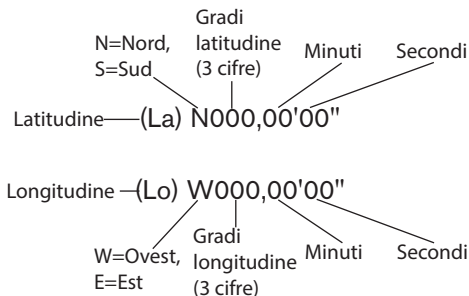 Gradi
N=Nord,
latitudine
S=Sud
(3 cifre)
Minuti
Secondi
Latitudine (La) N000,00'00"
Longitudine (Lo) W000,00'00"
W=Ovest,
E=Est
Gradi
longitudine
(3 cifre)
Minuti
Secondi